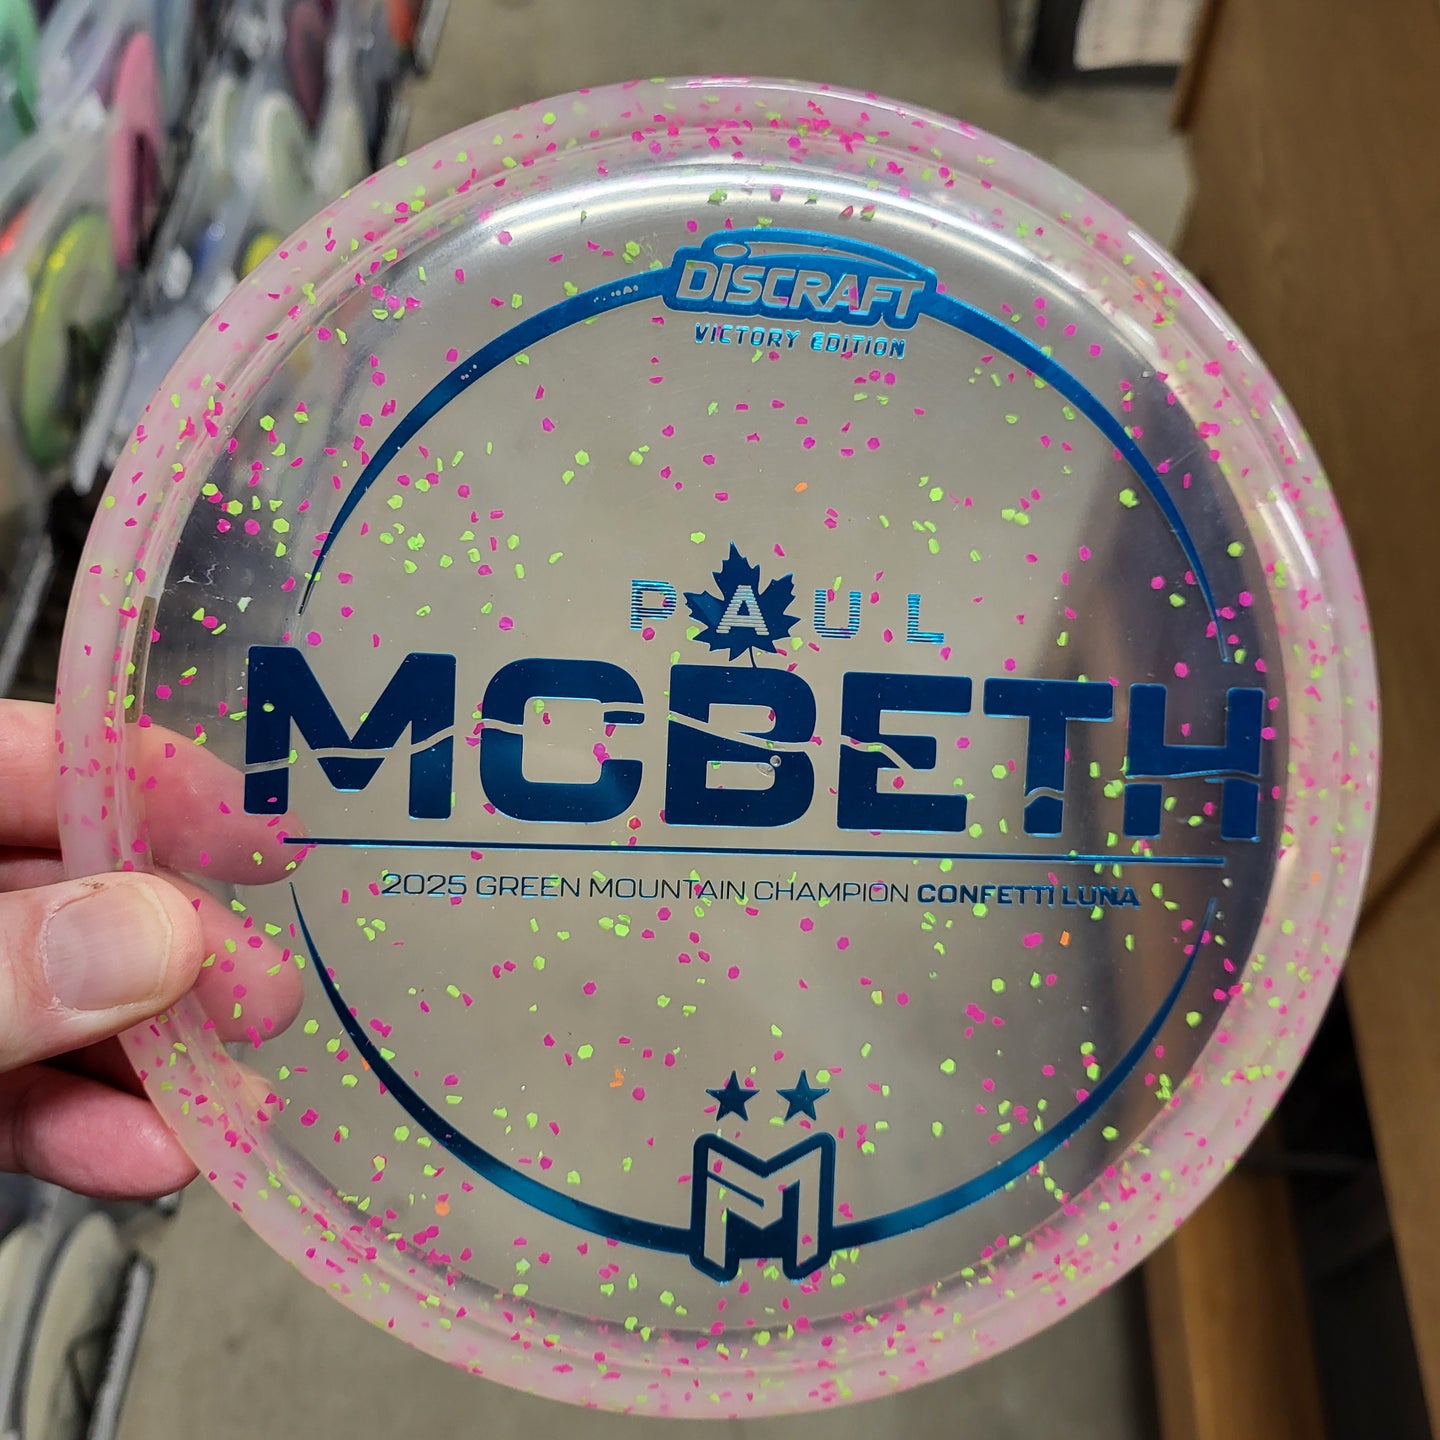 DISCRAFT
VICTORY EDITION
PAUL
MCBETH
2025 GREEN MOUNTAIN CHAMPION CONFETTI LUNA
M